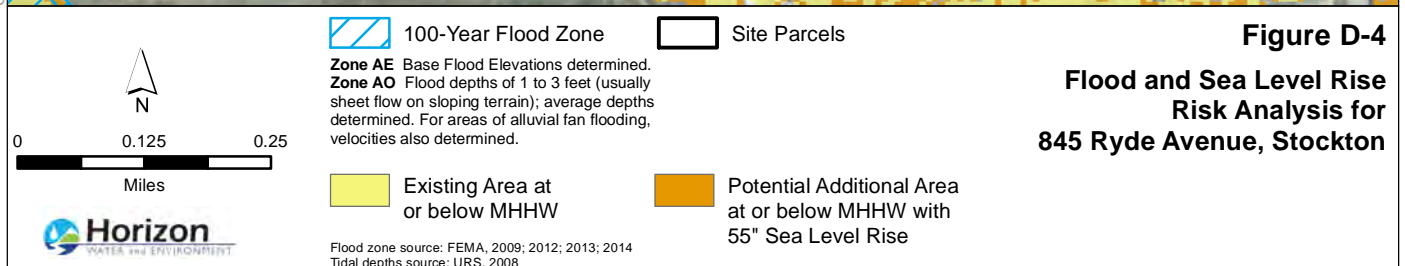 N
0 0.125 0.25
Miles
Horizon
WATER and ENVIRONMENT
100-Year Flood Zone
Zone AE Base Flood Elevations determined.
Zone AO Flood depths of 1 to 3 feet (usually
sheet flow on sloping terrain); average depths
determined. For areas of alluvial fan flooding,
velocities also determined.
Existing Area at
or below MHHW
Flood zone source: FEMA, 2009; 2012; 2013; 2014
Tidal depths source: URS, 2008
Site Parcels
Potential Additional Area
at or below MHHW with
55" Sea Level Rise
Figure D-4
Flood and Sea Level Rise
Risk Analysis for
845 Ryde Avenue, Stockton